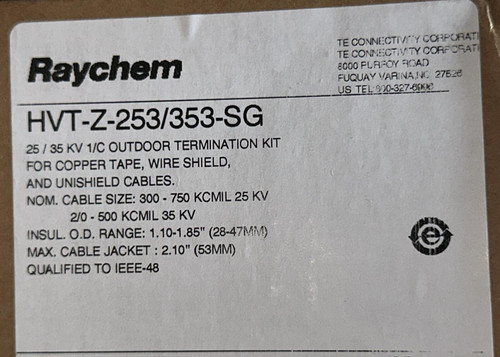 Raychem
TE CONNECTIVITY CORPORATI
TE CONNECTIVITY CORPORATI
8000 PURFOY ROAD
FUQUAY VARINA, NC 27526
US TEL:
HVT-Z-253/353-SG
25 / 35 KV 1/C OUTDOOR TERMINATION KIT
FOR COPPER TAPE, WIRE SHIELD,
AND UNISHIELD CABLES.
NOM. CABLE SIZE: 300 - 750 KCMIL 25 KV
2/0 - 500 KCMIL 35 KV
INSUL. O.D. RANGE: 1.10-1.85" (28-47MM)
MAX. CABLE JACKET : 2.10" (53MM)
QUALIFIED TO IEEE-48
e